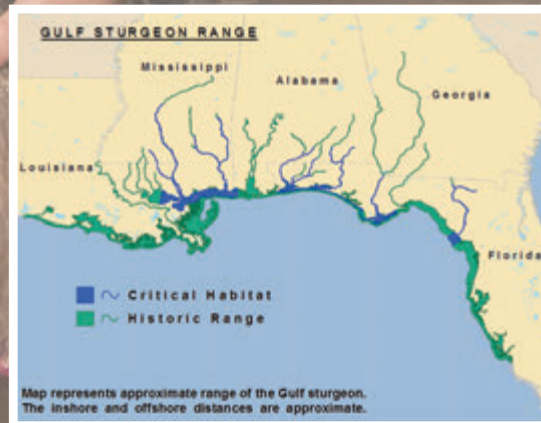 GULF STURGEON RANGE
Mississippi
Alabama
Georgia
Louisiana
Florida
Critical Habitat
Historic Range
Map represents approximate range of the Gulf sturgeon.
The inshore and offshore distances are approximate.